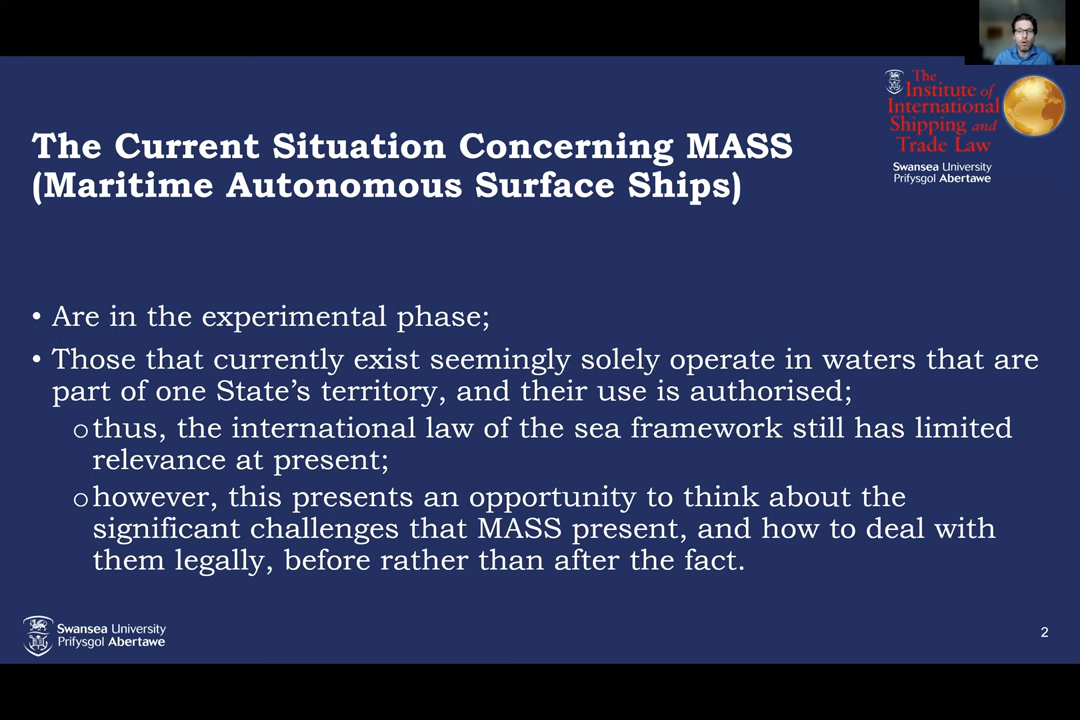 The
Institute of
International
Shipping and
Trade Law
Swansea University
Prifysgol Abertawe
The Current Situation Concerning MASS
(Maritime Autonomous Surface Ships)
• Are in the experimental phase;
• Those that currently exist seemingly solely operate in waters that are
part of one State’s territory, and their use is authorised;
o thus, the international law of the sea framework still has limited
relevance at present;
o however, this presents an opportunity to think about the
significant challenges that MASS present, and how to deal with
them legally, before rather than after the fact.
Swansea University
Prifysgol Abertawe
2